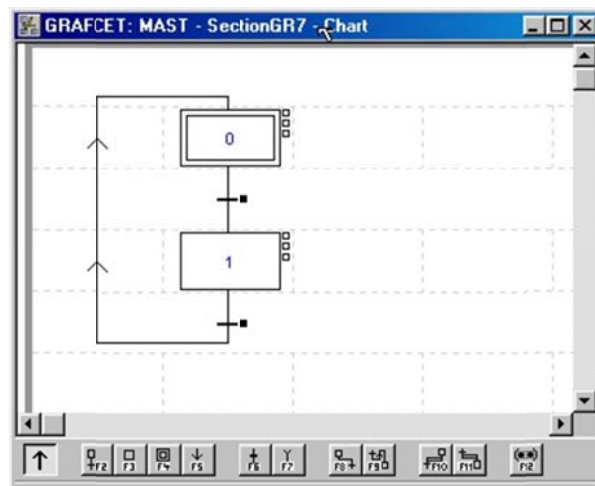 GRAFCET: MAST - SectionGR7 - Chart
0
1
F2 F3 F4 F5 F6 F7 F8 F9 F10 F11 F12